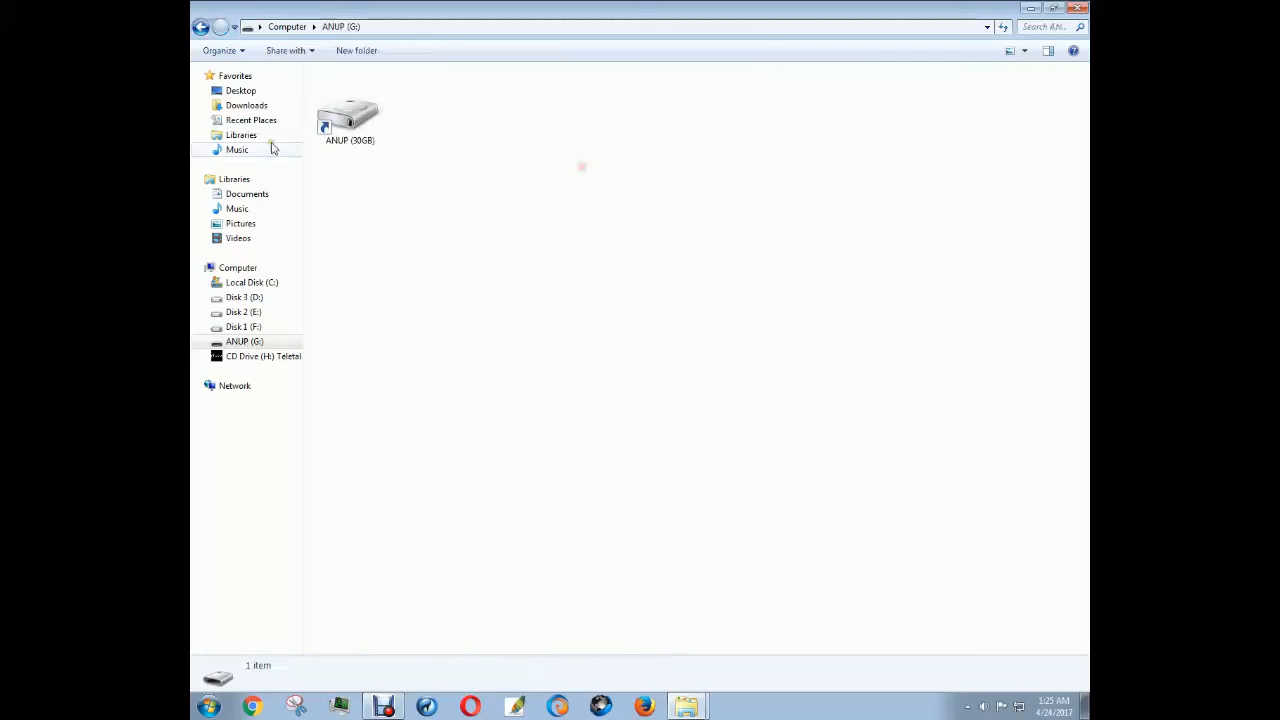 Computer ▸ ANUP (G:)
Search AN...
Organize Share with New folder
Favorites
Desktop
Downloads
Recent Places
Libraries
Music
Libraries
Documents
Music
Pictures
Videos
Computer
Local Disk (C:)
Disk 3 (D:)
Disk 2 (E:)
Disk 1 (F:)
ANUP (G:)
CD Drive (H:) Teletal
Network
ANUP (30GB)
1 item
1:25 AM
4/24/2017